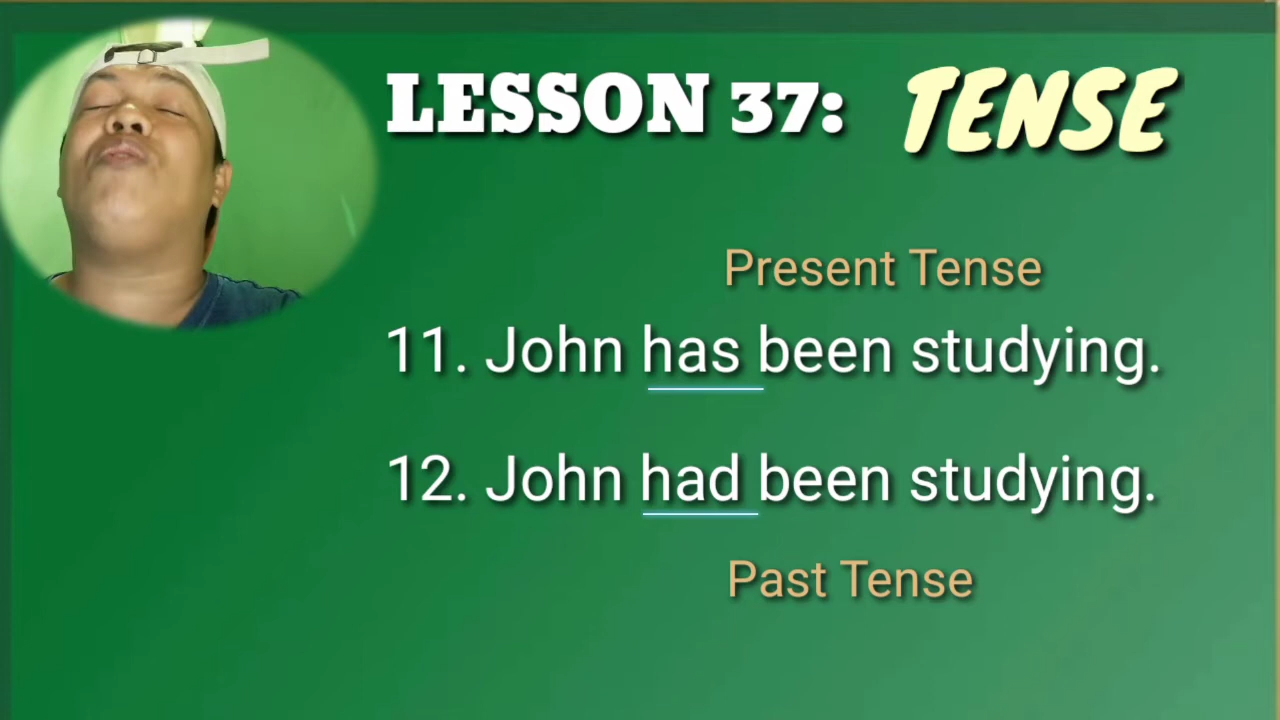 LESSON 37: TENSE
Present Tense
11. John has been studying.
12. John had been studying.
Past Tense